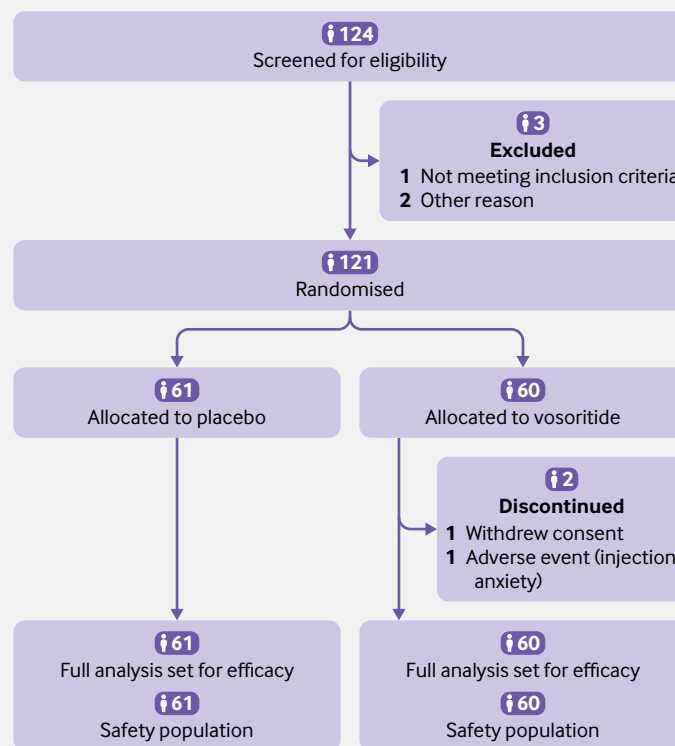 124
Screened for eligibility
3
Excluded
1 Not meeting inclusion criteria
2 Other reason
121
Randomised
61
Allocated to placebo
60
Allocated to vosoritide
2
Discontinued
1 Withdrew consent
1 Adverse event (injection
anxiety)
61
Full analysis set for efficacy
61
Safety population
60
Full analysis set for efficacy
60
Safety population